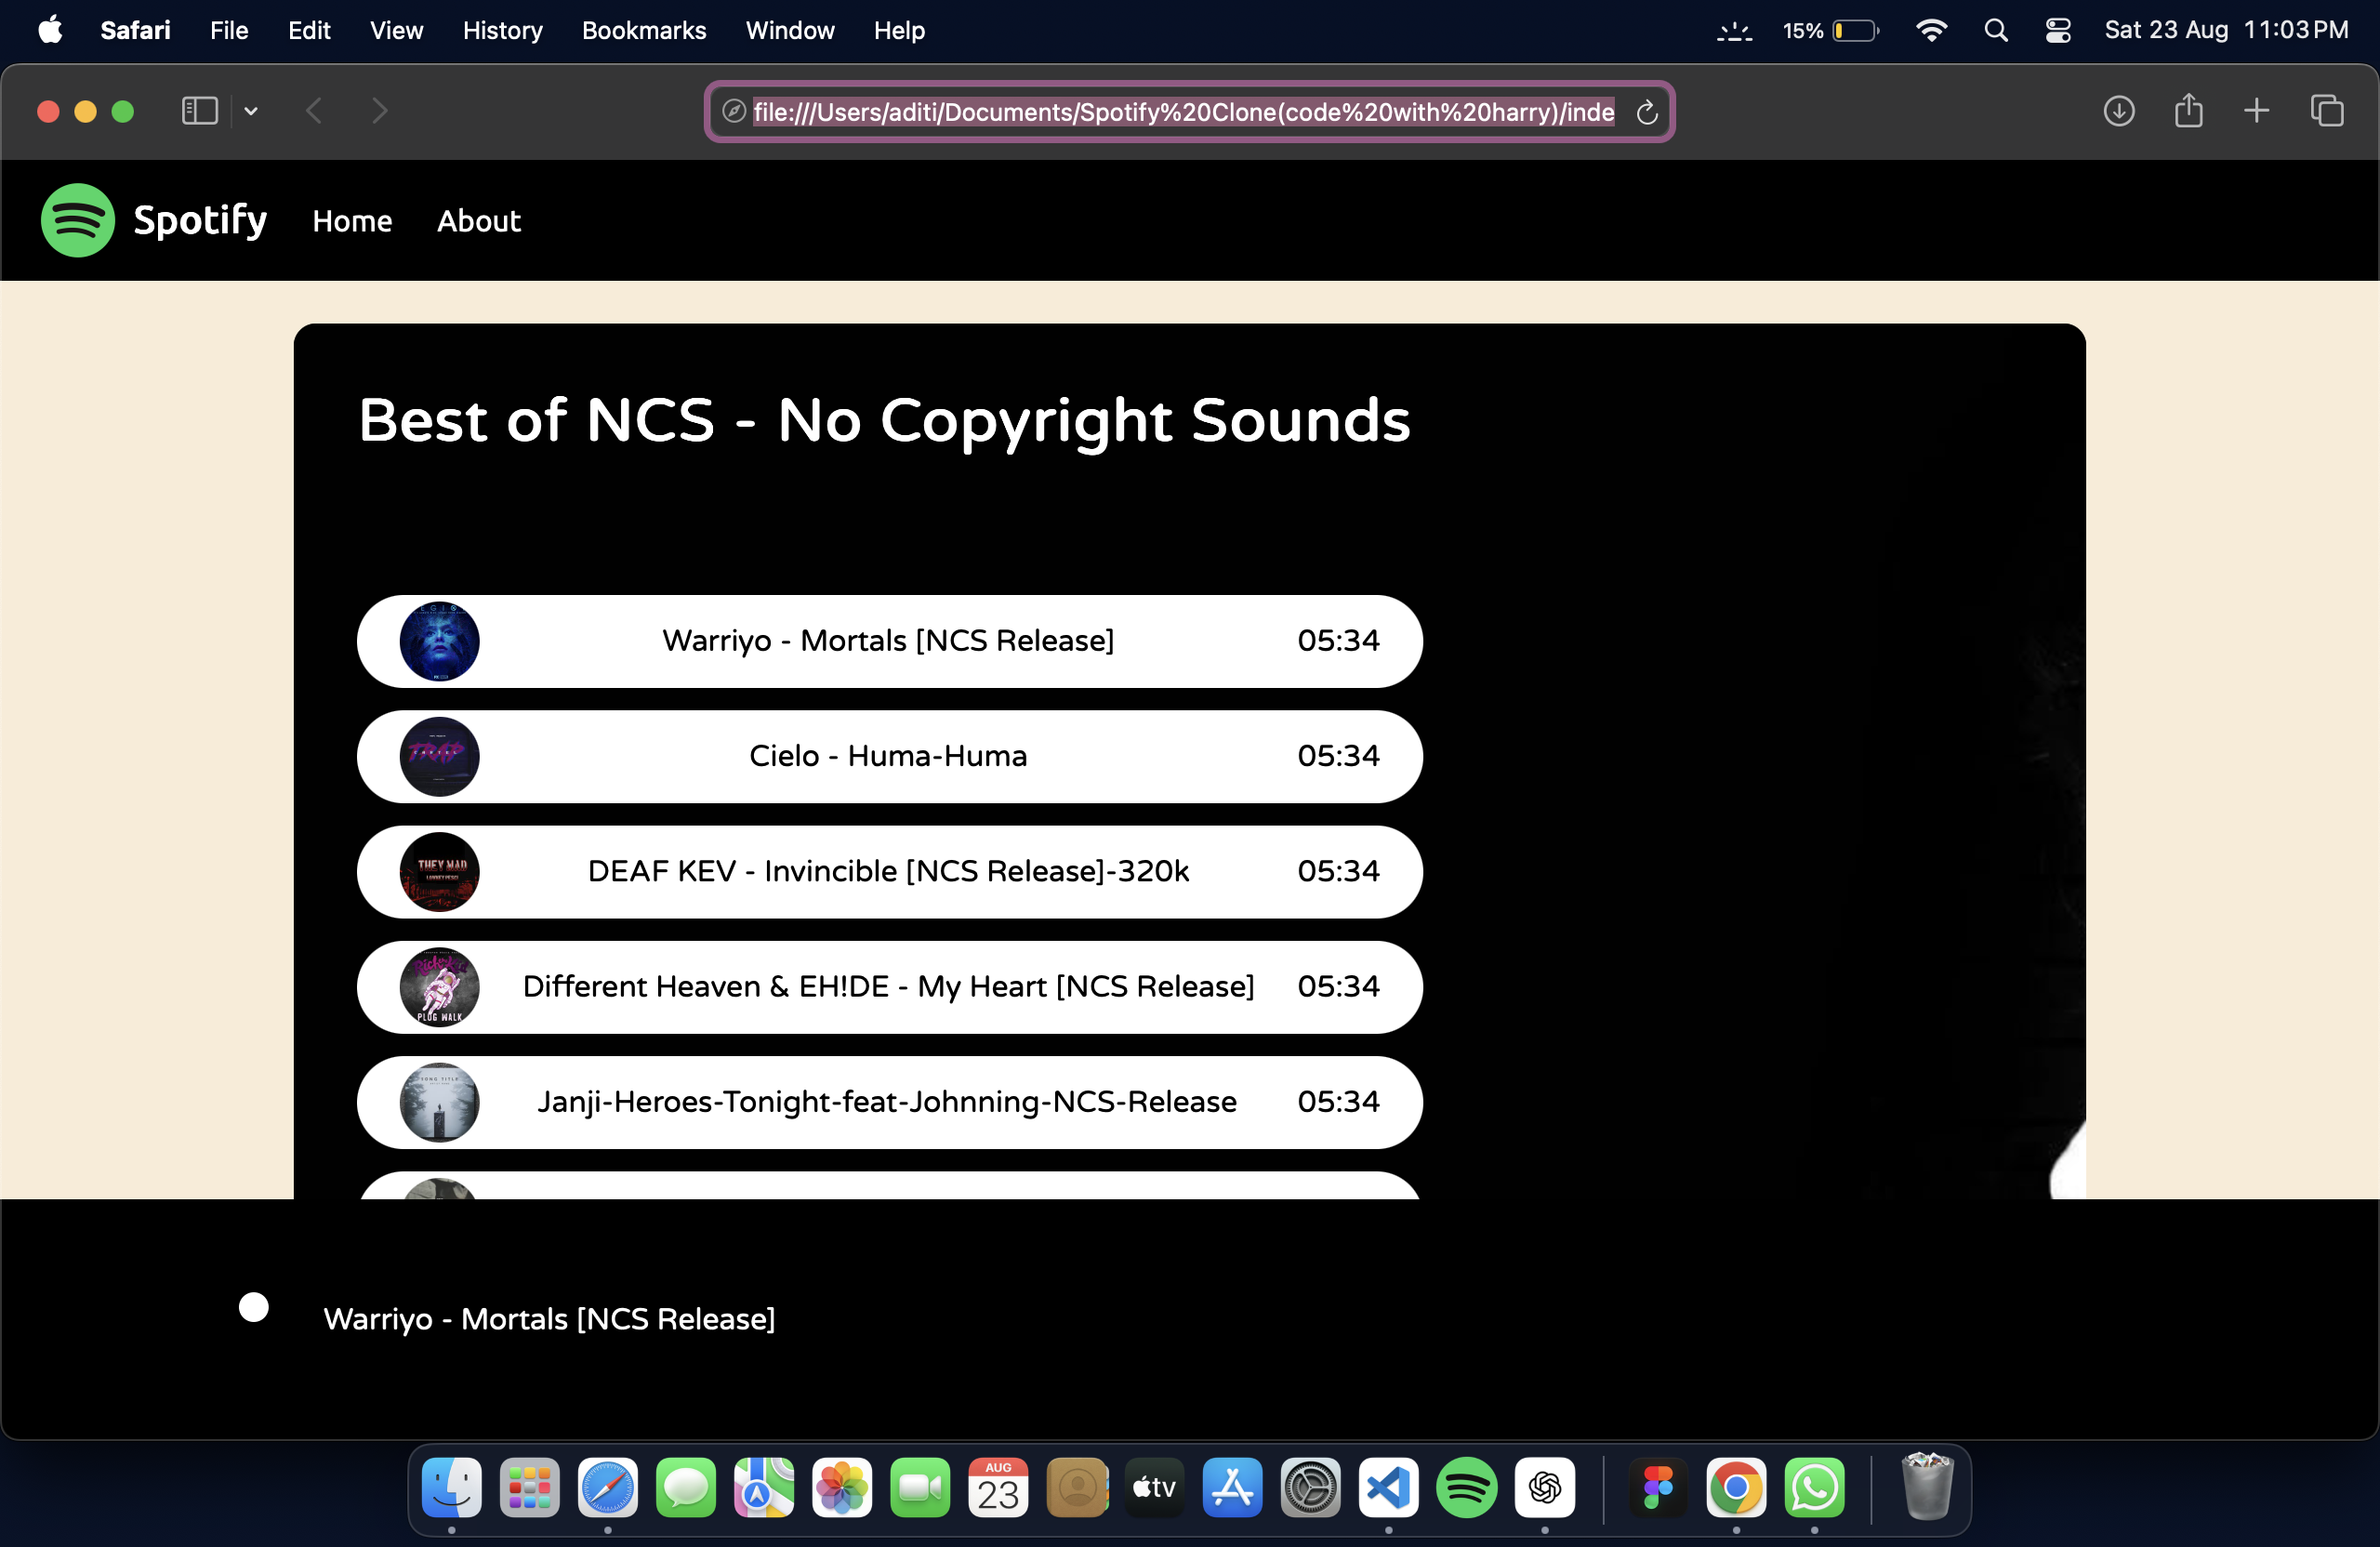 Safari File Edit View History Bookmarks Window Help 15% Sat 23 Aug 11:03 PM
file:///Users/aditi/Documents/Spotify%20Clone(code%20with%20harry)/inde
Spotify Home About
Best of NCS - No Copyright Sounds
Warriyo - Mortals [NCS Release] 05:34
TRAP
CARTEL
Cielo - Huma-Huma 05:34
THEY MAD
DEAF KEV - Invincible [NCS Release]-320k 05:34
PLUG WALK
Different Heaven & EH!DE - My Heart [NCS Release] 05:34
SONG TITLE
Janji-Heroes-Tonight-feat-Johnning-NCS-Release 05:34
Warriyo - Mortals [NCS Release]
AUG
23
tv